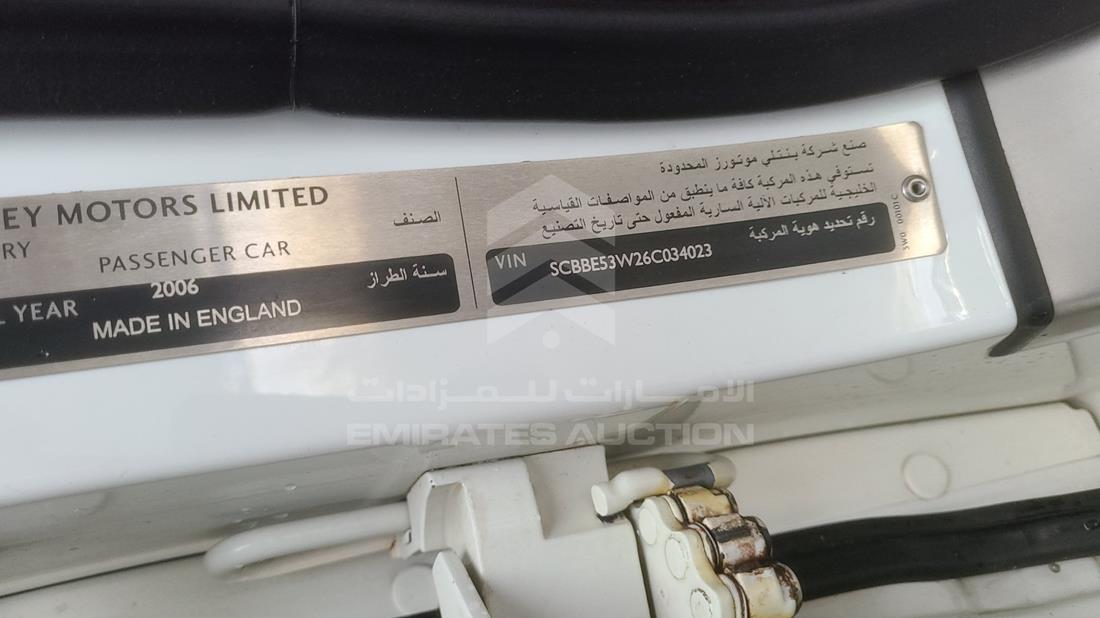 EY MOTORS LIMITED
RY
PASSENGER CAR
الصنف
L YEAR
2006
سنة الطراز
MADE IN ENGLAND
صنع شركة بنتلي موتورز المحدودة
تستوفي هذه المركبة كافة ما ينطبق من المواصفات القياسية
الخليجية للمركبات الآلية السارية المفعول حتى تاريخ التصنيع
رقم تحديد هوية المركبة
VIN
SCBBE53W26C034023
الامارات للمزادات
EMIRATES AUCTION